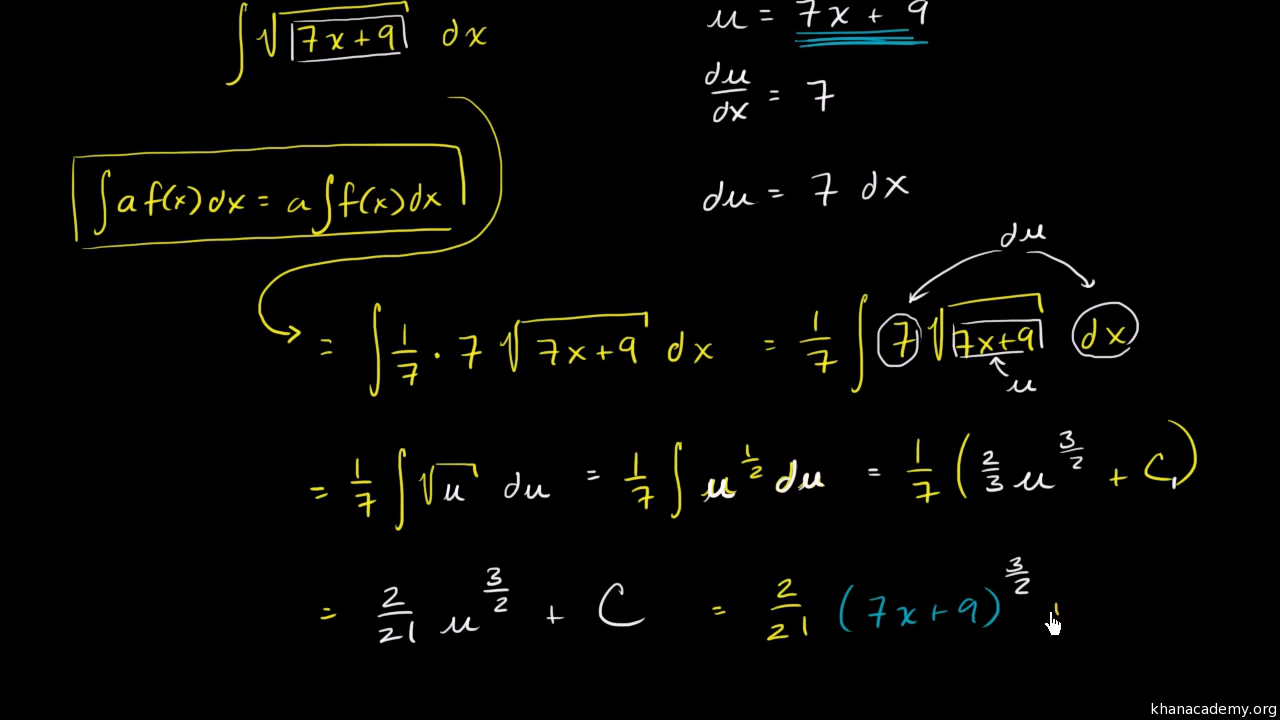 ∫ √(7x+9) dx
u = 7x + 9
du/dx = 7
∫ a f(x) dx = a ∫ f(x) dx
du = 7 dx
du
= ∫ 1/7 · 7 √(7x+9) dx = 1/7 ∫ 7 √(7x+9) dx
u
= 1/7 ∫ √u du = 1/7 ∫ u^(1/2) du = 1/7 (2/3 u^(3/2) + C₁)
= 2/21 u^(3/2) + C = 2/21 (7x+9)^(3/2)
khanacademy.org